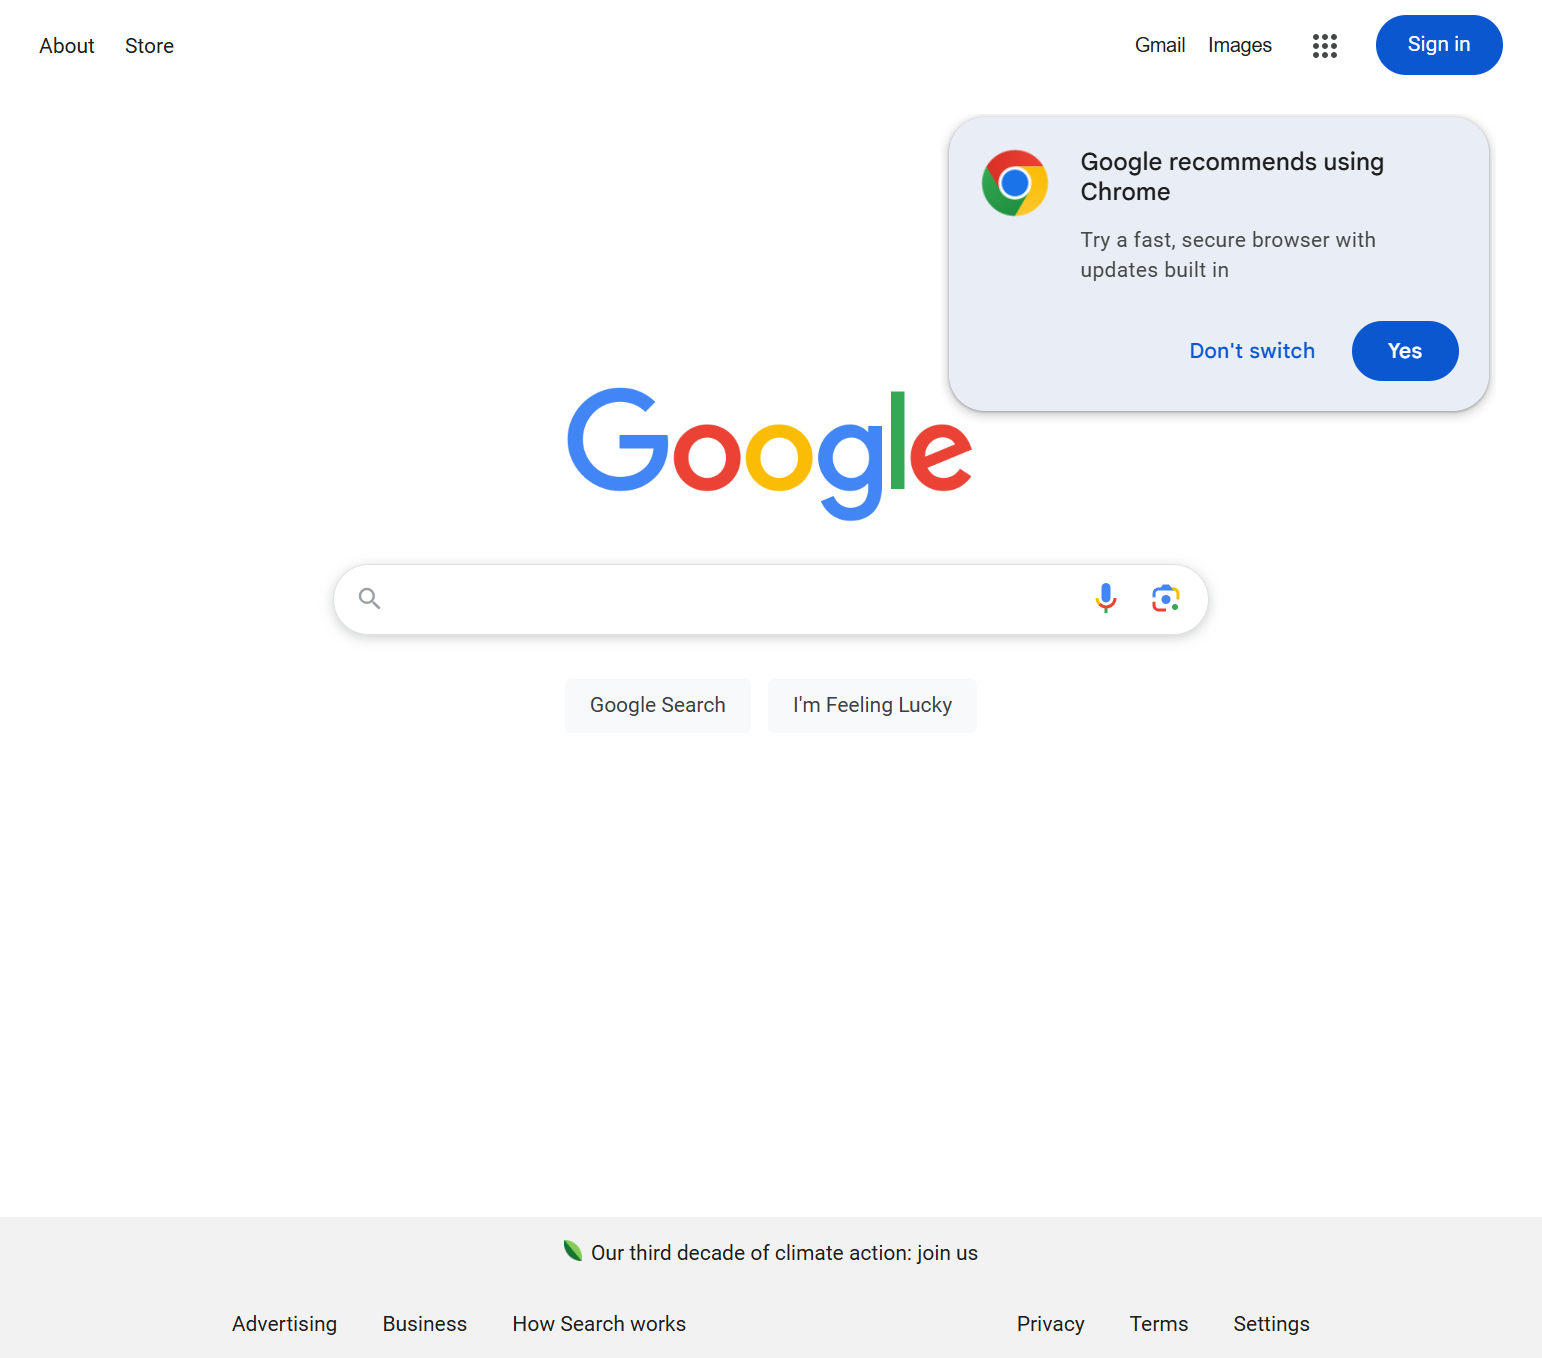 About Store
Gmail Images Sign in
Google recommends using
Chrome
Try a fast, secure browser with
updates built in
Don't switch Yes
Google
Google Search I'm Feeling Lucky
Our third decade of climate action: join us
Advertising Business How Search works
Privacy Terms Settings